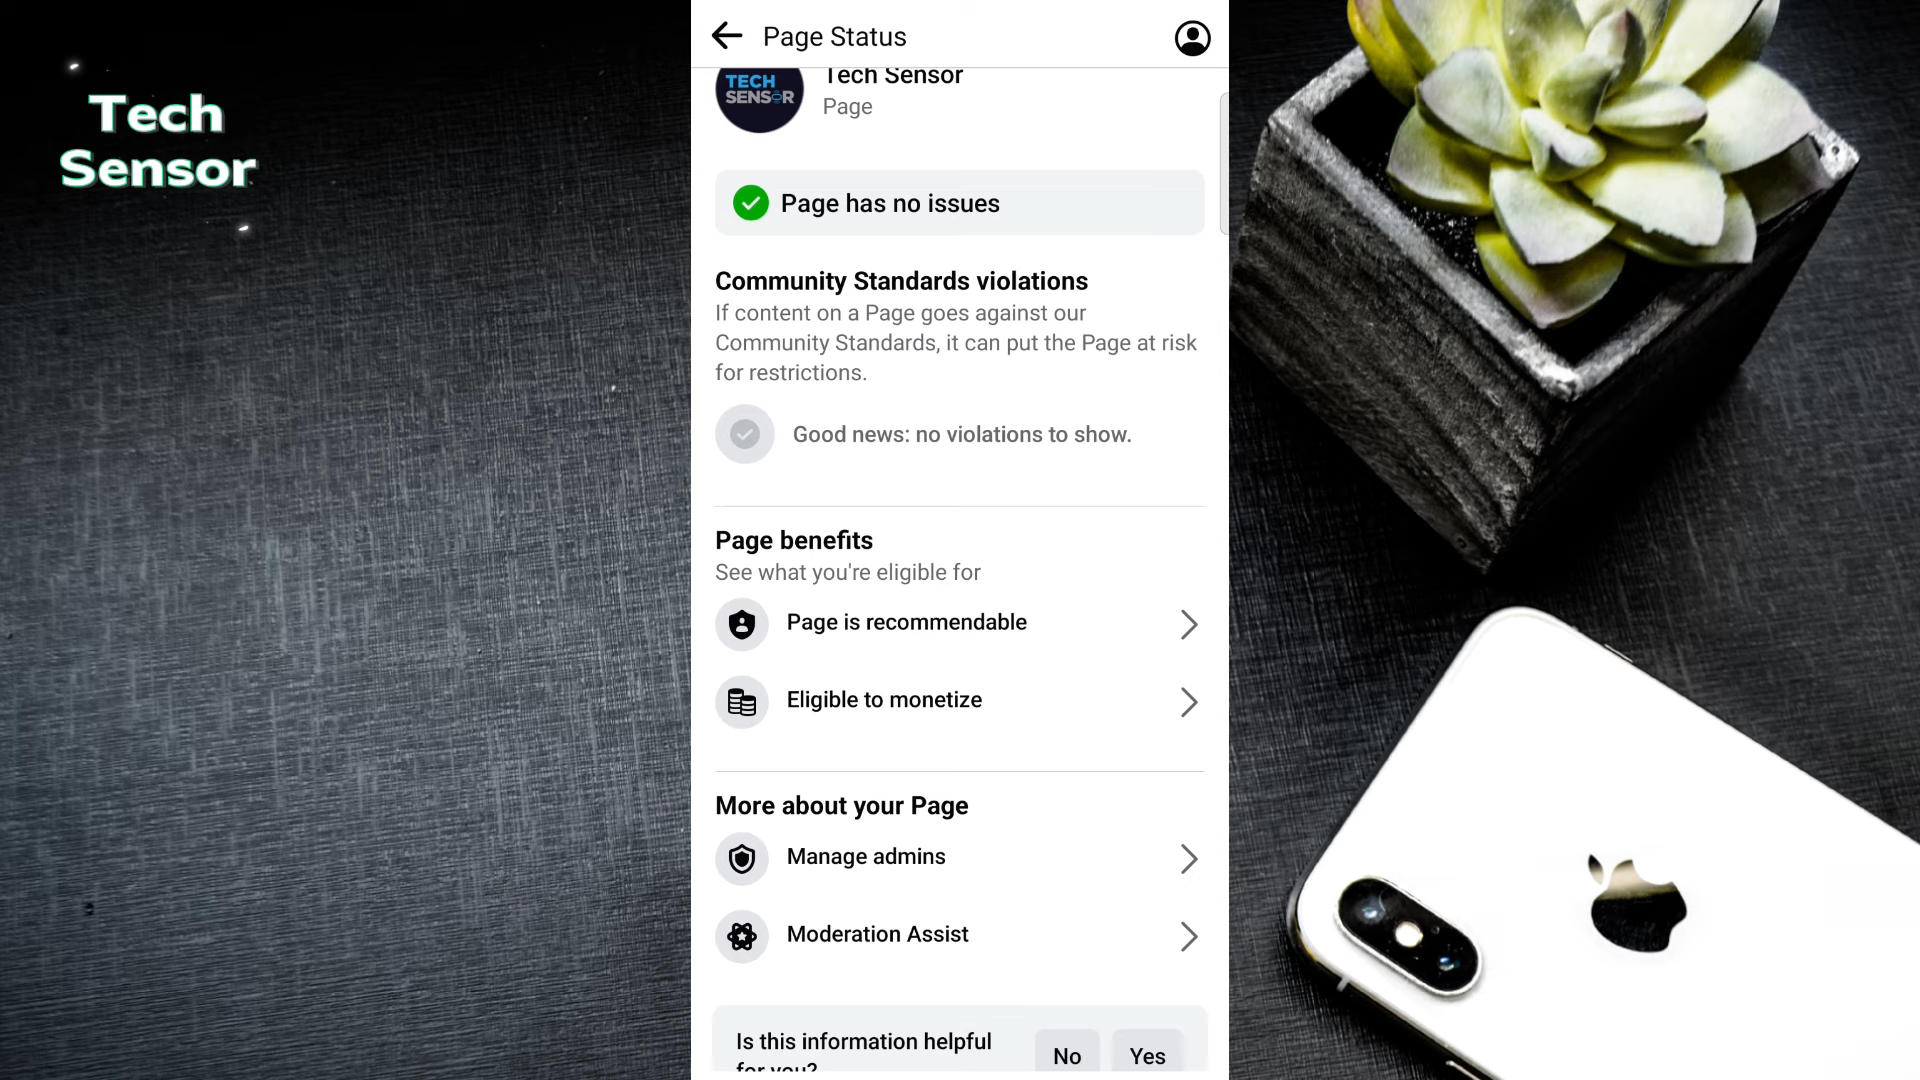 Tech
Sensor
Page Status
TECH
SENSOR
Tech Sensor
Page
Page has no issues
Community Standards violations
If content on a Page goes against our
Community Standards, it can put the Page at risk
for restrictions.
Good news: no violations to show.
Page benefits
See what you're eligible for
Page is recommendable
Eligible to monetize
More about your Page
Manage admins
Moderation Assist
Is this information helpful
for you?
No
Yes